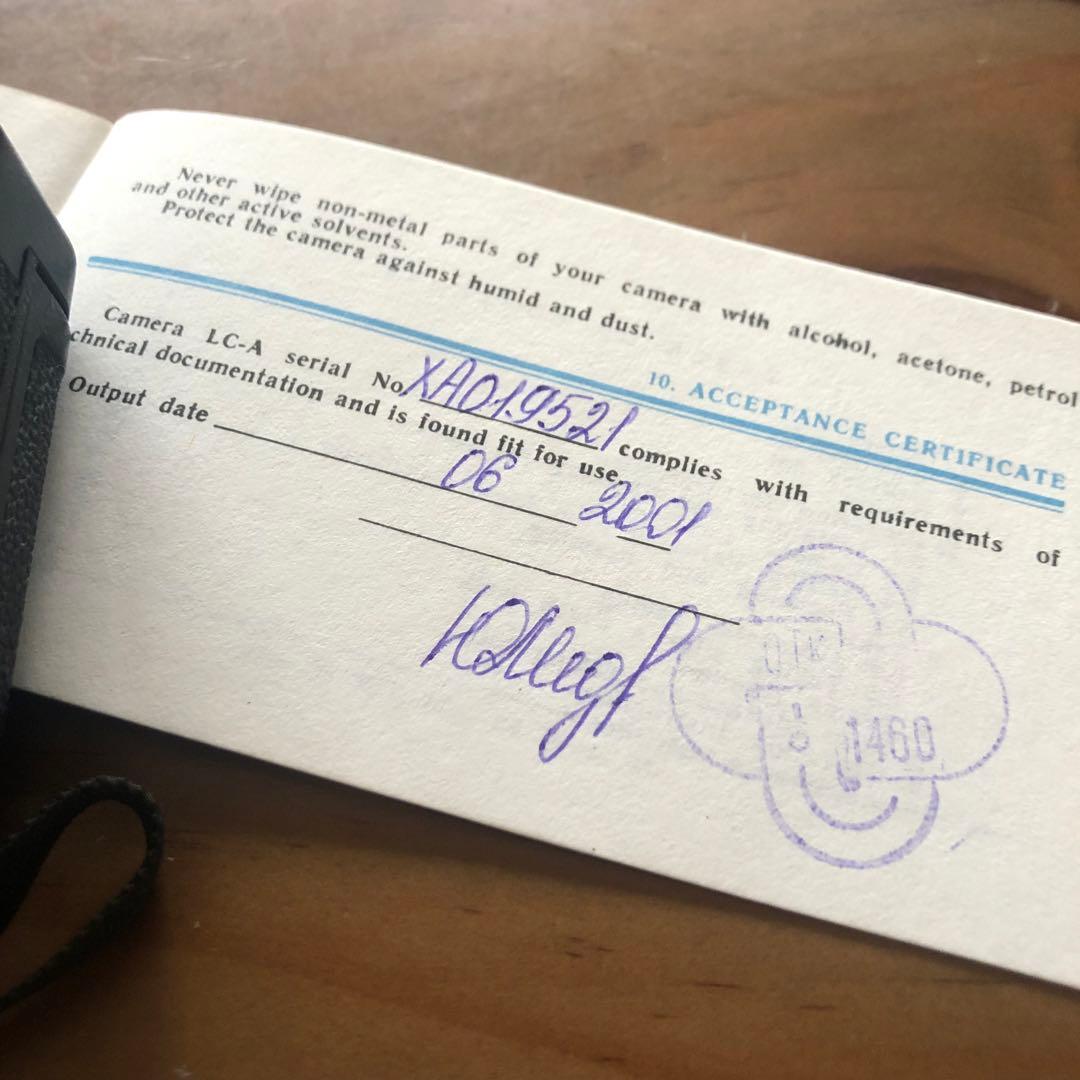 Never wipe non-metal parts of your camera with alcohol, acetone, petrol
and other active solvents.
Protect the camera against humid and dust.
10. ACCEPTANCE CERTIFICATE
Camera LC-A serial No XA019521 complies with requirements of
chnical documentation and is found fit for use.
Output date 06 2001
ОТК
1460